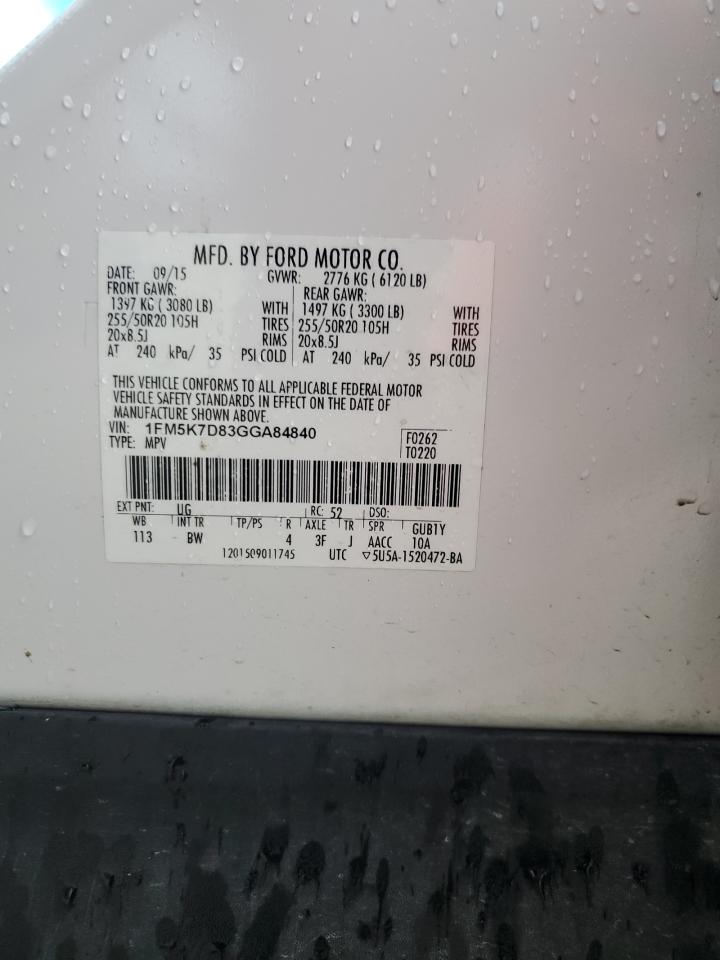 MFD. BY FORD MOTOR CO.
DATE: 09/15 GVWR: 2776 KG ( 6120 LB)
FRONT GAWR: REAR GAWR:
1397 KG ( 3080 LB) WITH 1497 KG ( 3300 LB) WITH
255/50R20 105H TIRES 255/50R20 105H TIRES
20x8.5J RIMS 20x8.5J RIMS
AT 240 kPa/ 35 PSI COLD AT 240 kPa/ 35 PSI COLD
THIS VEHICLE CONFORMS TO ALL APPLICABLE FEDERAL MOTOR
VEHICLE SAFETY STANDARDS IN EFFECT ON THE DATE OF
MANUFACTURE SHOWN ABOVE.
VIN: 1FM5K7D83GGA84840 F0262
TYPE: MPV T0220
EXT PNT: UG RC: 52 DSO:
WB INT TR TP/PS R AXLE TR SPR GUB1Y
113 BW 4 3F J AACC 10A
1201509011745 UTC ▽5U5A-1520472-BA